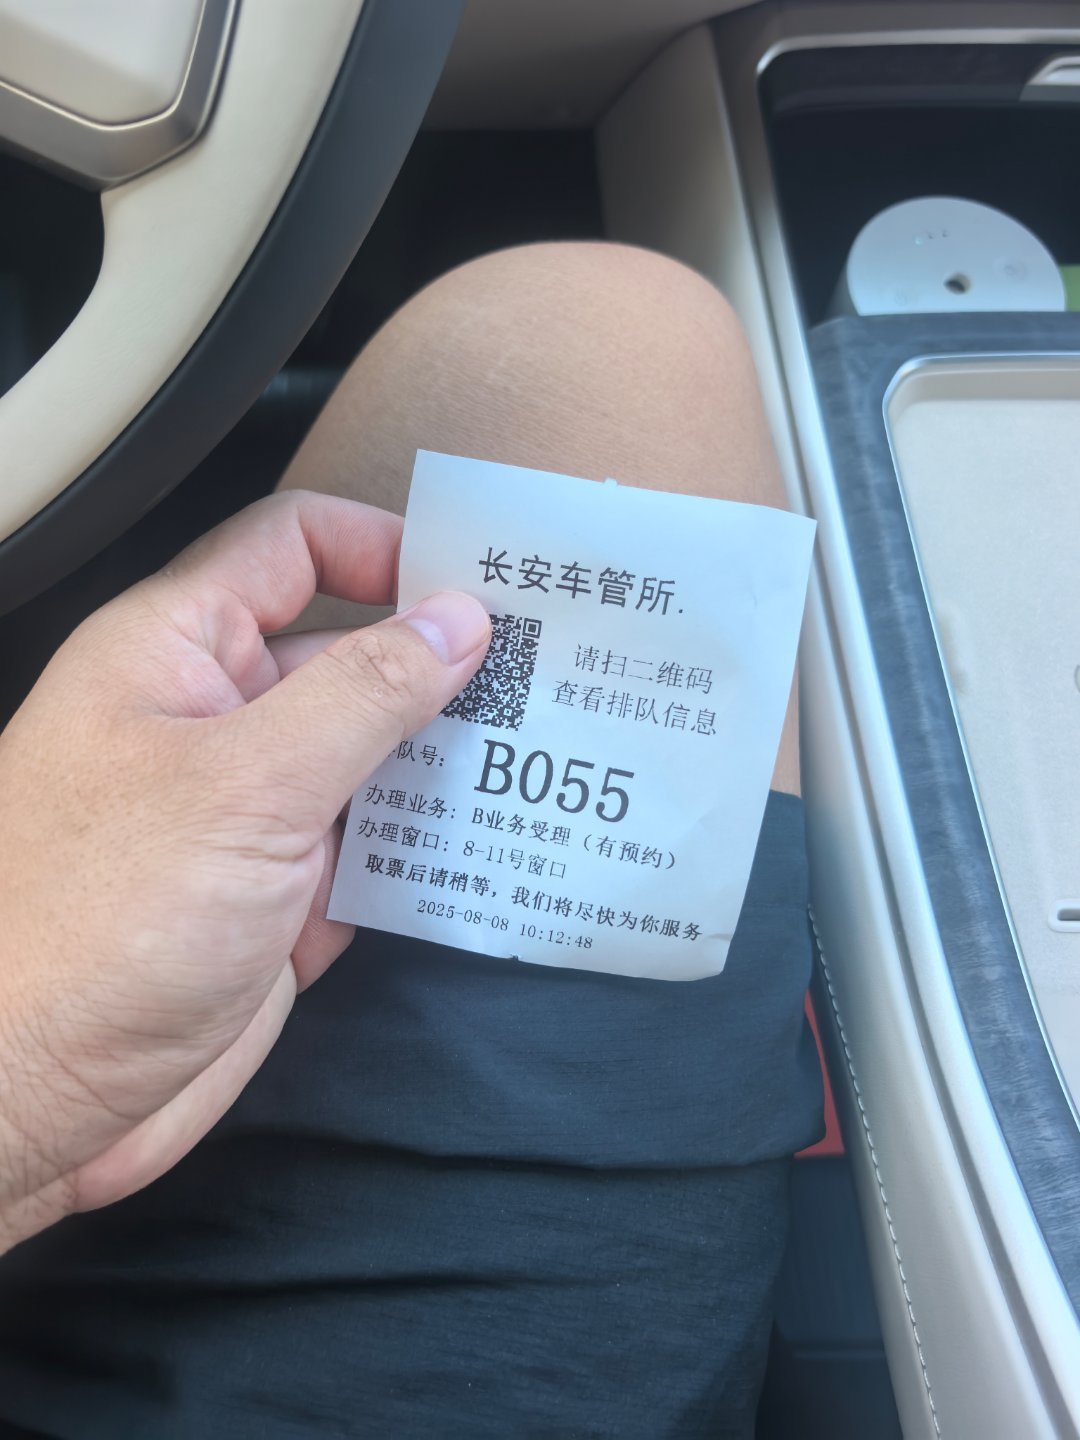 长安车管所.
请扫二维码
查看排队信息
队号： B055
办理业务： B业务受理（有预约）
办理窗口： 8-11号窗口
取票后请稍等，我们将尽快为你服务
2025-08-08 10:12:48